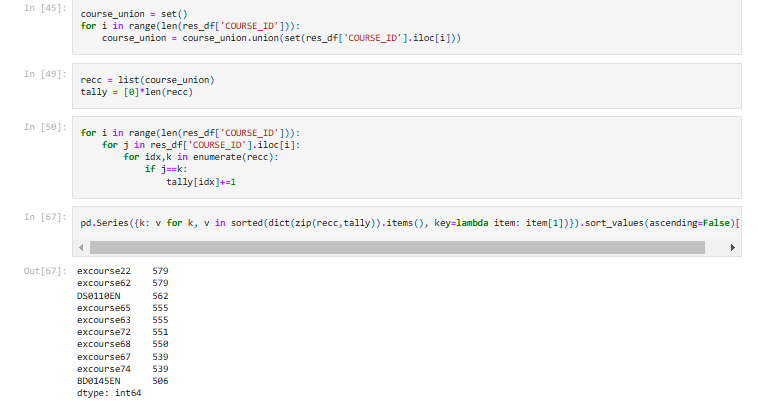 In [45]:
course_union = set()
for i in range(len(res_df['COURSE_ID'])):
    course_union = course_union.union(set(res_df['COURSE_ID'].iloc[i]))
In [49]:
recc = list(course_union)
tally = [0]*len(recc)
In [50]:
for i in range(len(res_df['COURSE_ID'])):
    for j in res_df['COURSE_ID'].iloc[i]:
        for idx,k in enumerate(recc):
            if j==k:
                tally[idx]+=1
In [67]:
pd.Series({k: v for k, v in sorted(dict(zip(recc,tally)).items(), key=lambda item: item[1])}).sort_values(ascending=False)[
Out[67]:
excourse22    579
excourse62    579
DS0110EN      562
excourse65    555
excourse63    555
excourse72    551
excourse68    550
excourse67    539
excourse74    539
BD0145EN      506
dtype: int64